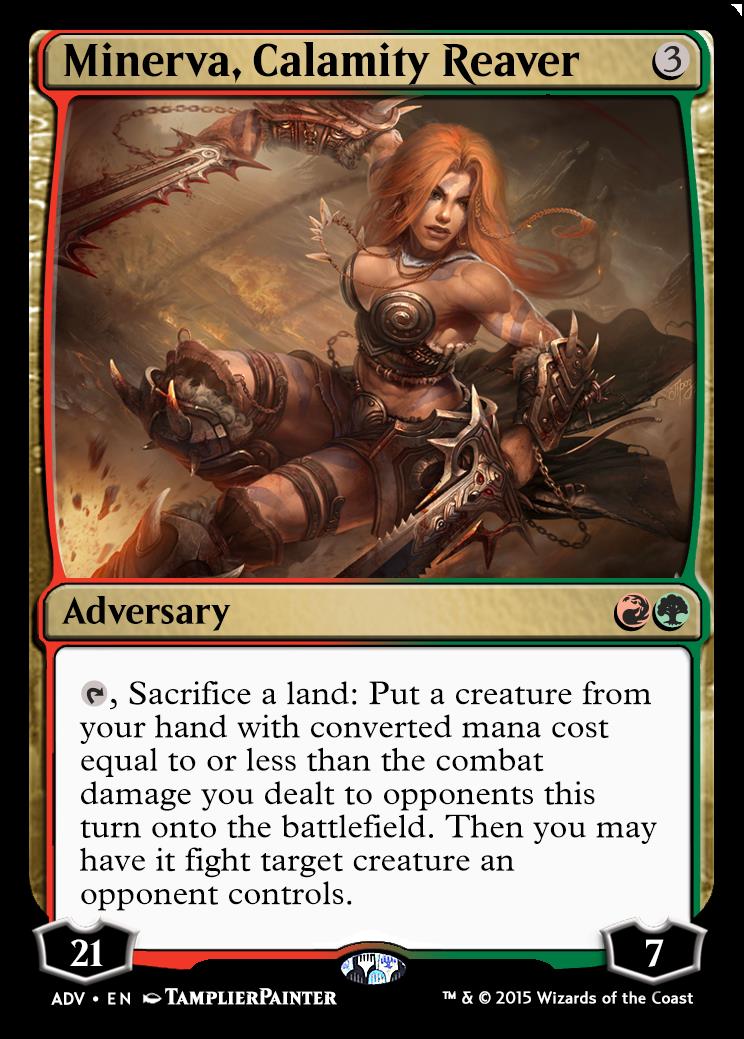 Minerva, Calamity Reaver 3
Adversary
, Sacrifice a land: Put a creature from
your hand with converted mana cost
equal to or less than the combat
damage you dealt to opponents this
turn onto the battlefield. Then you may
have it fight target creature an
opponent controls.
21
7
ADV • EN TAMPLIERPAINTER
™ & © 2015 Wizards of the Coast